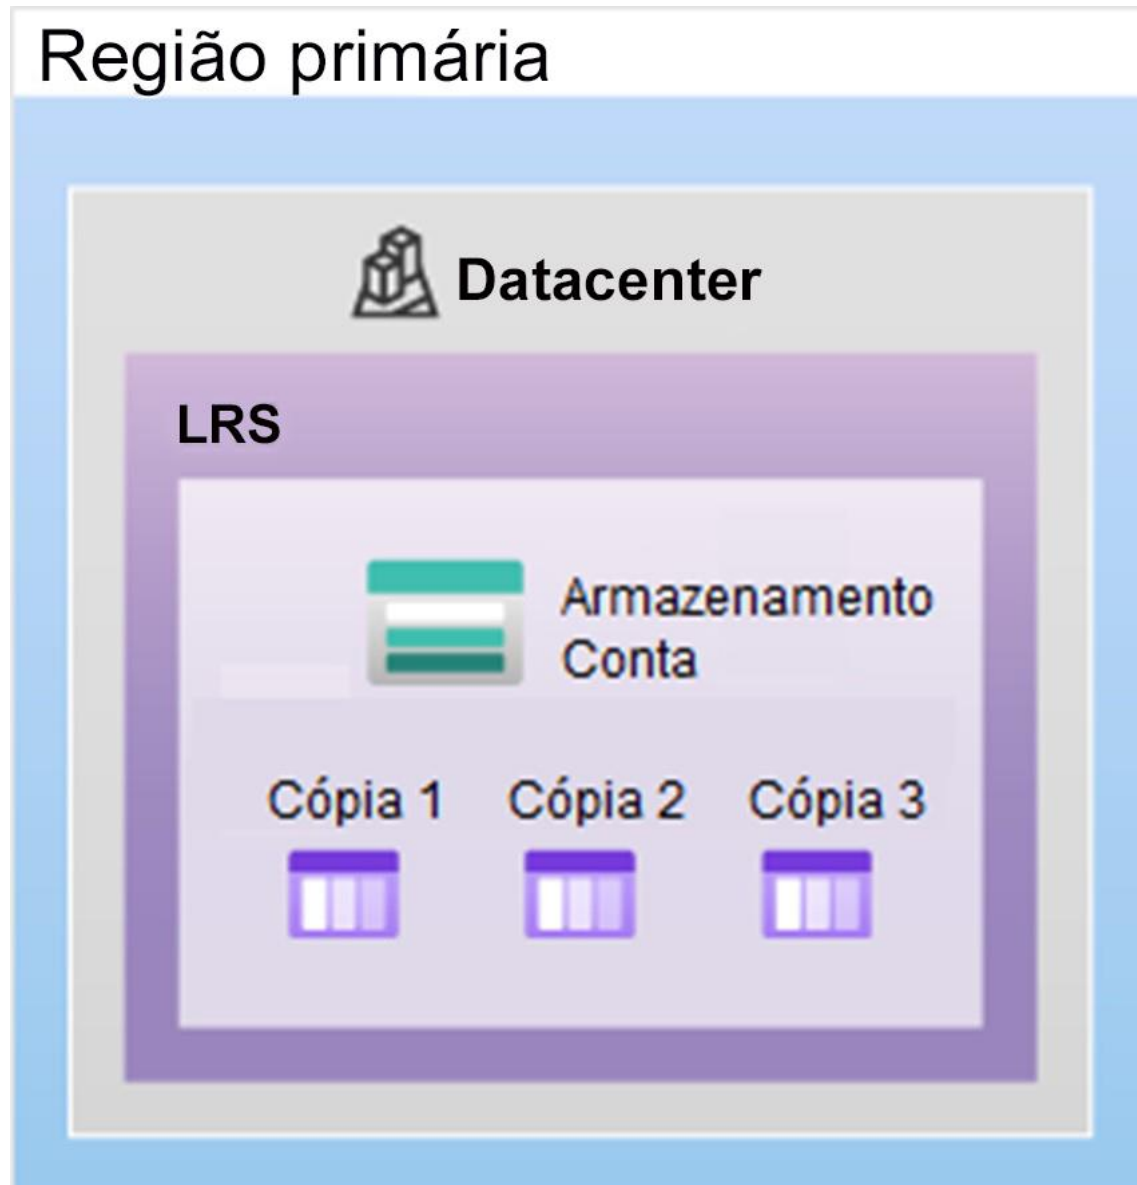 Região primária
Datacenter
LRS
Armazenamento
Conta
Cópia 1 Cópia 2 Cópia 3